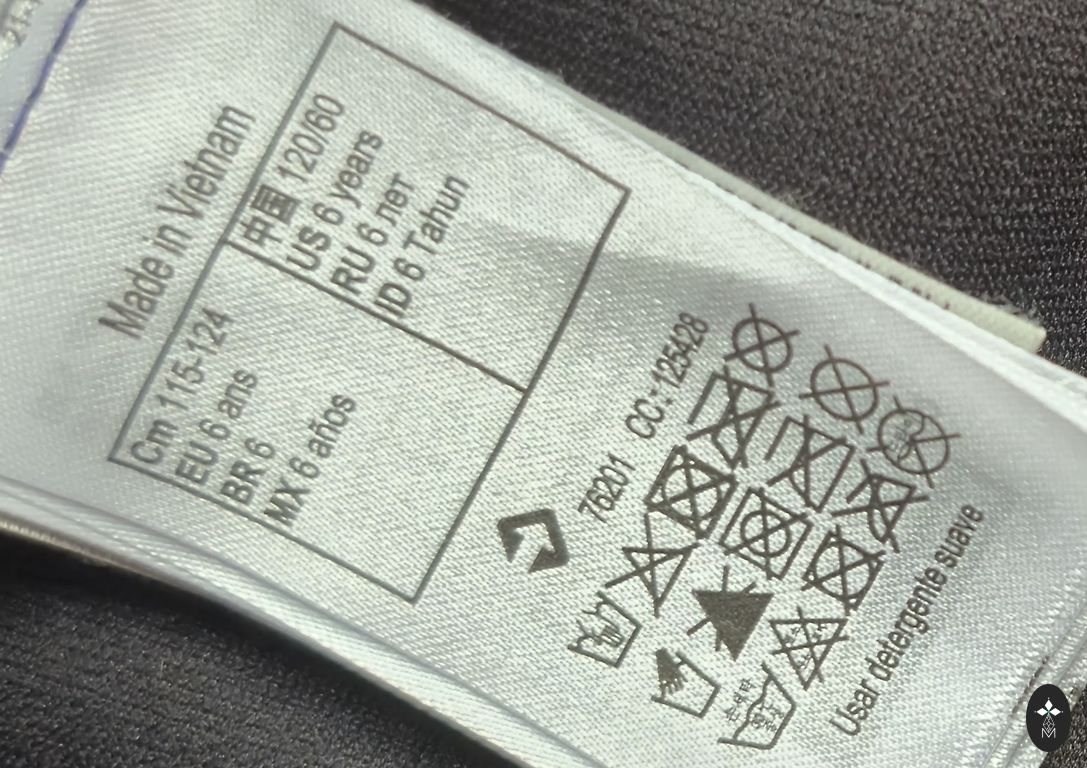 Made in Vietnam
Cm 115-124
EU 6 ans
BR 6
MX 6 años
中国 120/60
US 6 years
RU 6 лет
ID 6 Tahun
76201 CC: 125428
Usar detergente suave